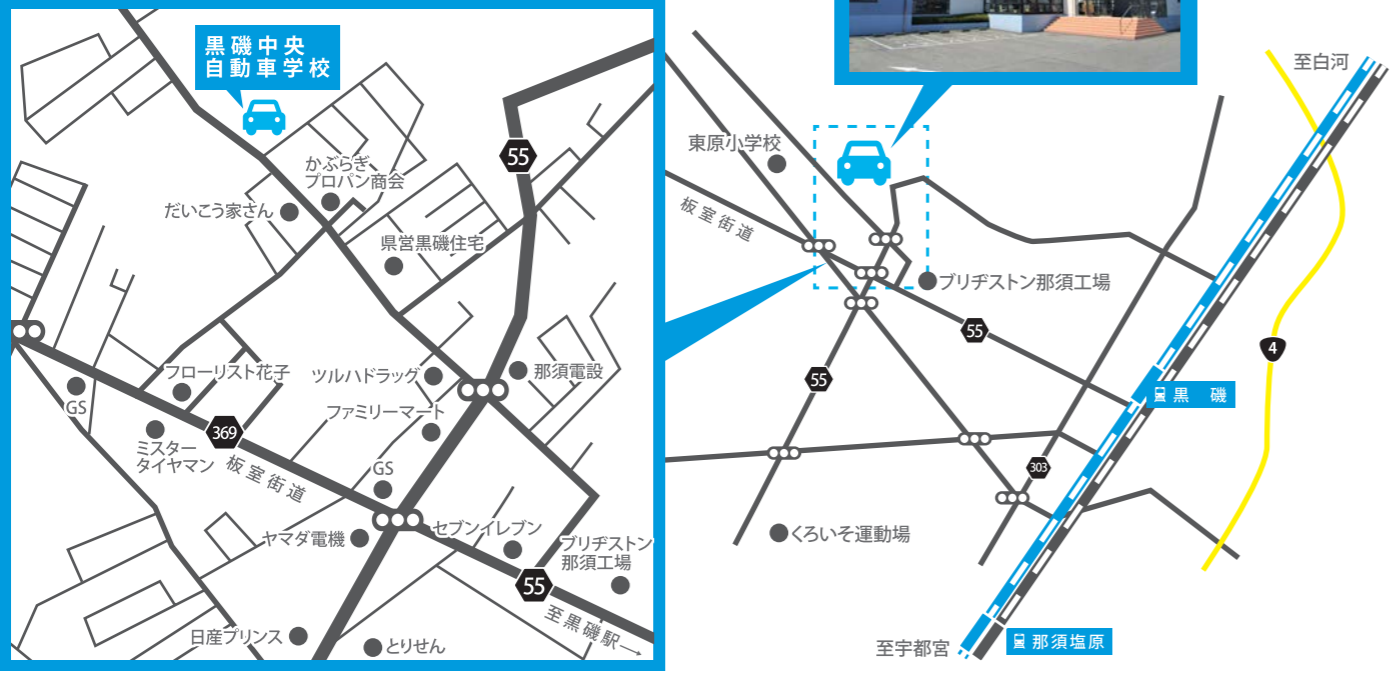 黒磯中央
自動車学校
かぶらぎ
プロパン商会
だいこう家さん
県営黒磯住宅
55
フローリスト花子
ツルハドラッグ
那須電設
GS
ファミリーマート
369
ミスター
タイヤマン
板室街道
GS
ヤマダ電機
セブンイレブン
ブリヂストン
那須工場
55
至黒磯駅→
日産プリンス
とりせん
至白河
東原小学校
板室街道
ブリヂストン那須工場
55
4
55
黒磯
303
くろいそ運動場
至宇都宮
那須塩原